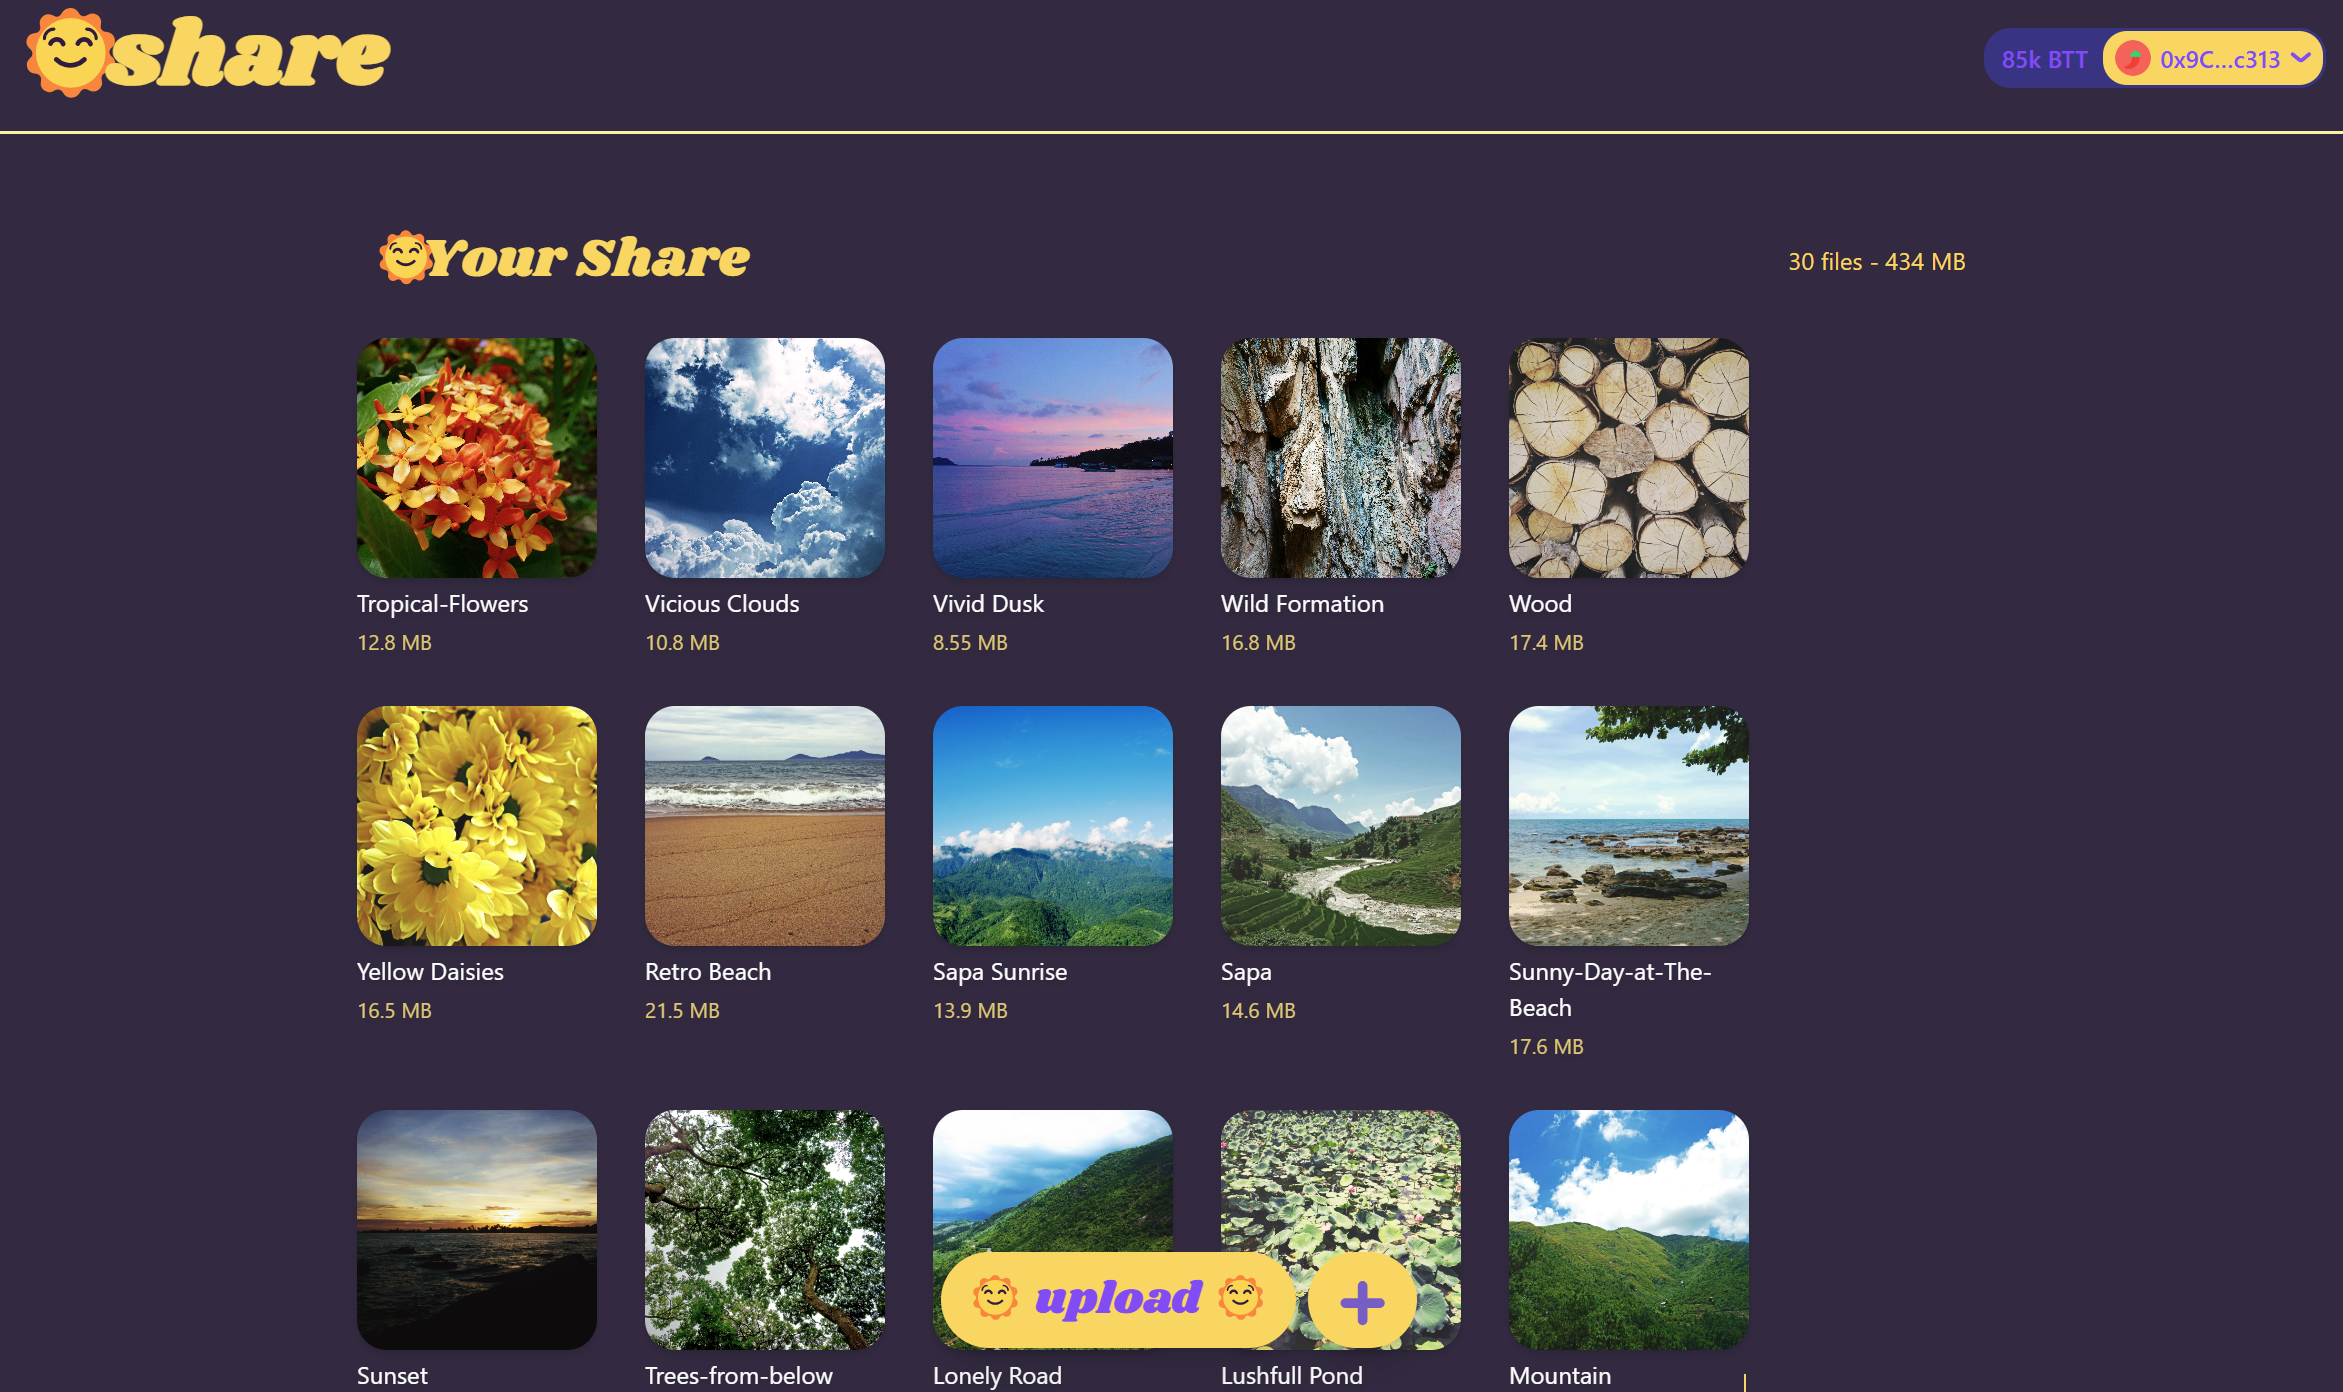 share
85k BTT
0x9C...c313
Your Share
30 files - 434 MB
Tropical-Flowers
12.8 MB
Vicious Clouds
10.8 MB
Vivid Dusk
8.55 MB
Wild Formation
16.8 MB
Wood
17.4 MB
Yellow Daisies
16.5 MB
Retro Beach
21.5 MB
Sapa Sunrise
13.9 MB
Sapa
14.6 MB
Sunny-Day-at-The-
Beach
17.6 MB
upload
Sunset
Trees-from-below
Lonely Road
Lushfull Pond
Mountain